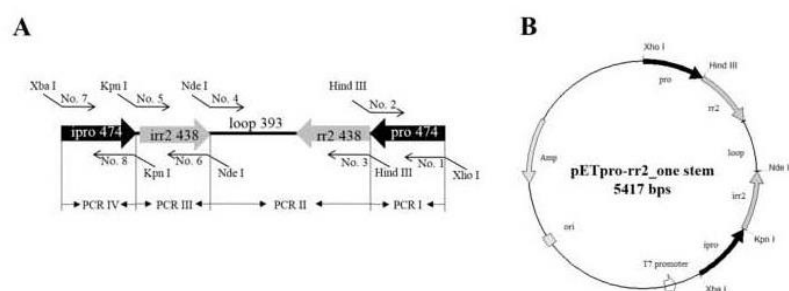 A
Xba I
No. 7
Kpn I
No. 5
Nde I
No. 4
Hind III
No. 2
ipro 474
irr2 438
loop 393
rr2 438
pro 474
No. 8
Kpn I
No. 6
Nde I
No. 3
Hind III
No. 1
Xho I
PCR IV
PCR III
PCR II
PCR I
B
Xho I
pro
Hind III
rr2
loop
Nde I
irr2
Kpn I
ipro
Xba I
T7 promoter
ori
Amp
pETpro-rr2_one stem
5417 bps